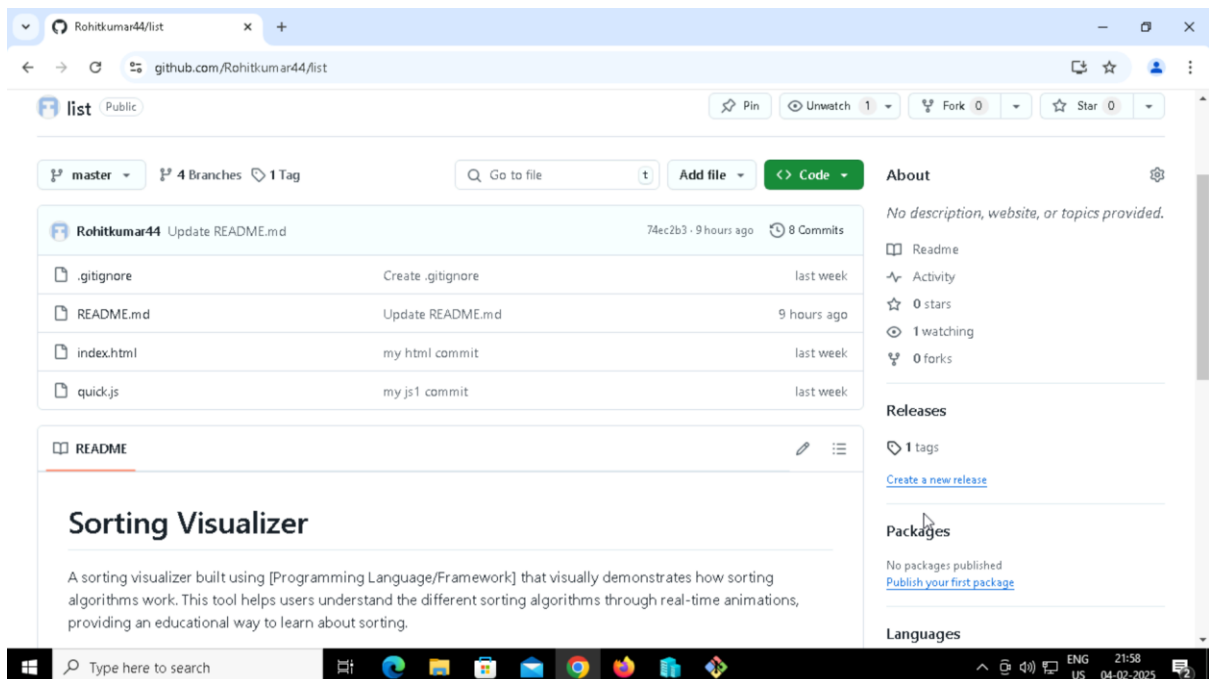 Rohitkumar44/list
github.com/Rohitkumar44/list
list Public
Pin Unwatch 1 Fork 0 Star 0
master 4 Branches 1 Tag Go to file t Add file Code
About
No description, website, or topics provided.
Rohitkumar44 Update README.md 74ec2b3 · 9 hours ago 8 Commits
Readme
.gitignore Create .gitignore last week
Activity
README.md Update README.md 9 hours ago
0 stars
1 watching
index.html my html commit last week
0 forks
quick.js my js1 commit last week
Releases
README
1 tags
Create a new release
Sorting Visualizer
Packages
No packages published
Publish your first package
A sorting visualizer built using [Programming Language/Framework] that visually demonstrates how sorting
algorithms work. This tool helps users understand the different sorting algorithms through real-time animations,
providing an educational way to learn about sorting.
Languages
Type here to search
ENG
US
21:58
04-02-2025
2